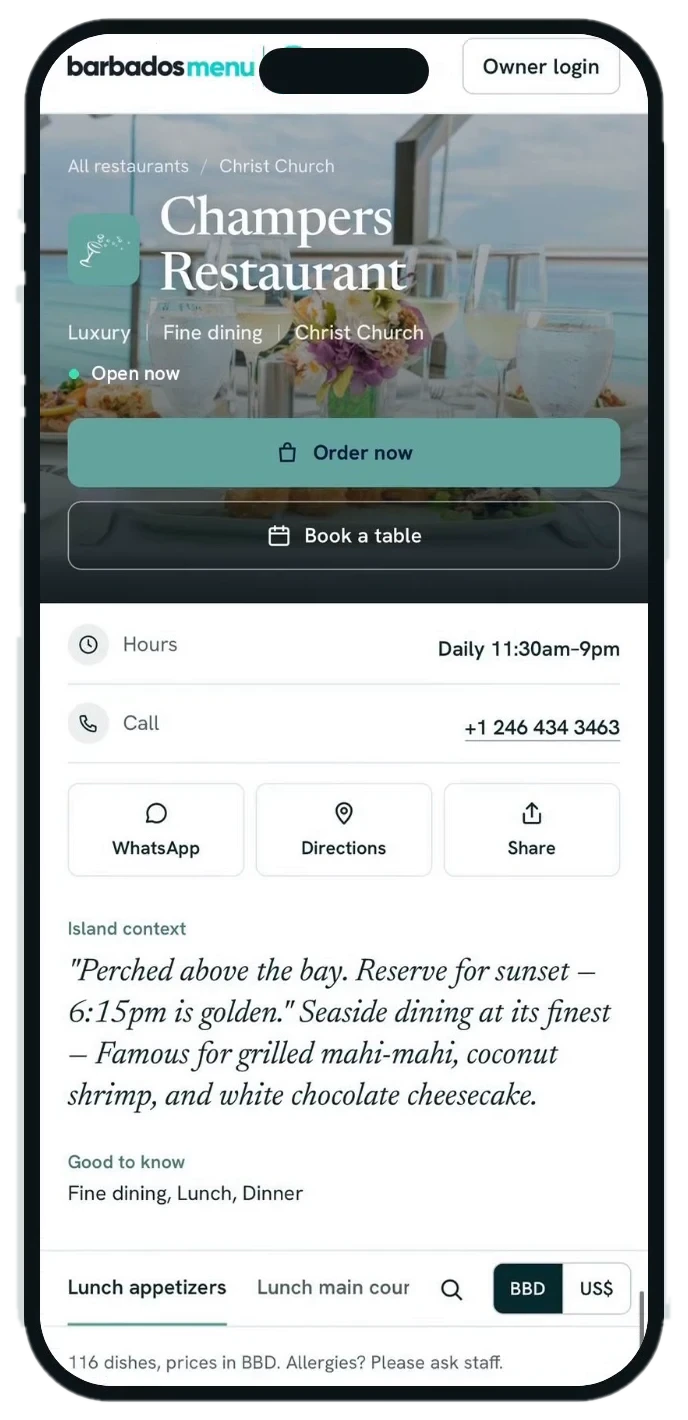 barbadosmenu
Owner login
All restaurants / Christ Church
Champers
Restaurant
Luxury | Fine dining | Christ Church
Open now
Order now
Book a table
Hours
Daily 11:30am–9pm
Call
+1 246 434 3463
WhatsApp
Directions
Share
Island context
"Perched above the bay. Reserve for sunset —
6:15pm is golden." Seaside dining at its finest
— Famous for grilled mahi-mahi, coconut
shrimp, and white chocolate cheesecake.
Good to know
Fine dining, Lunch, Dinner
Lunch appetizers
Lunch main cour
BBD
US$
116 dishes, prices in BBD. Allergies? Please ask staff.